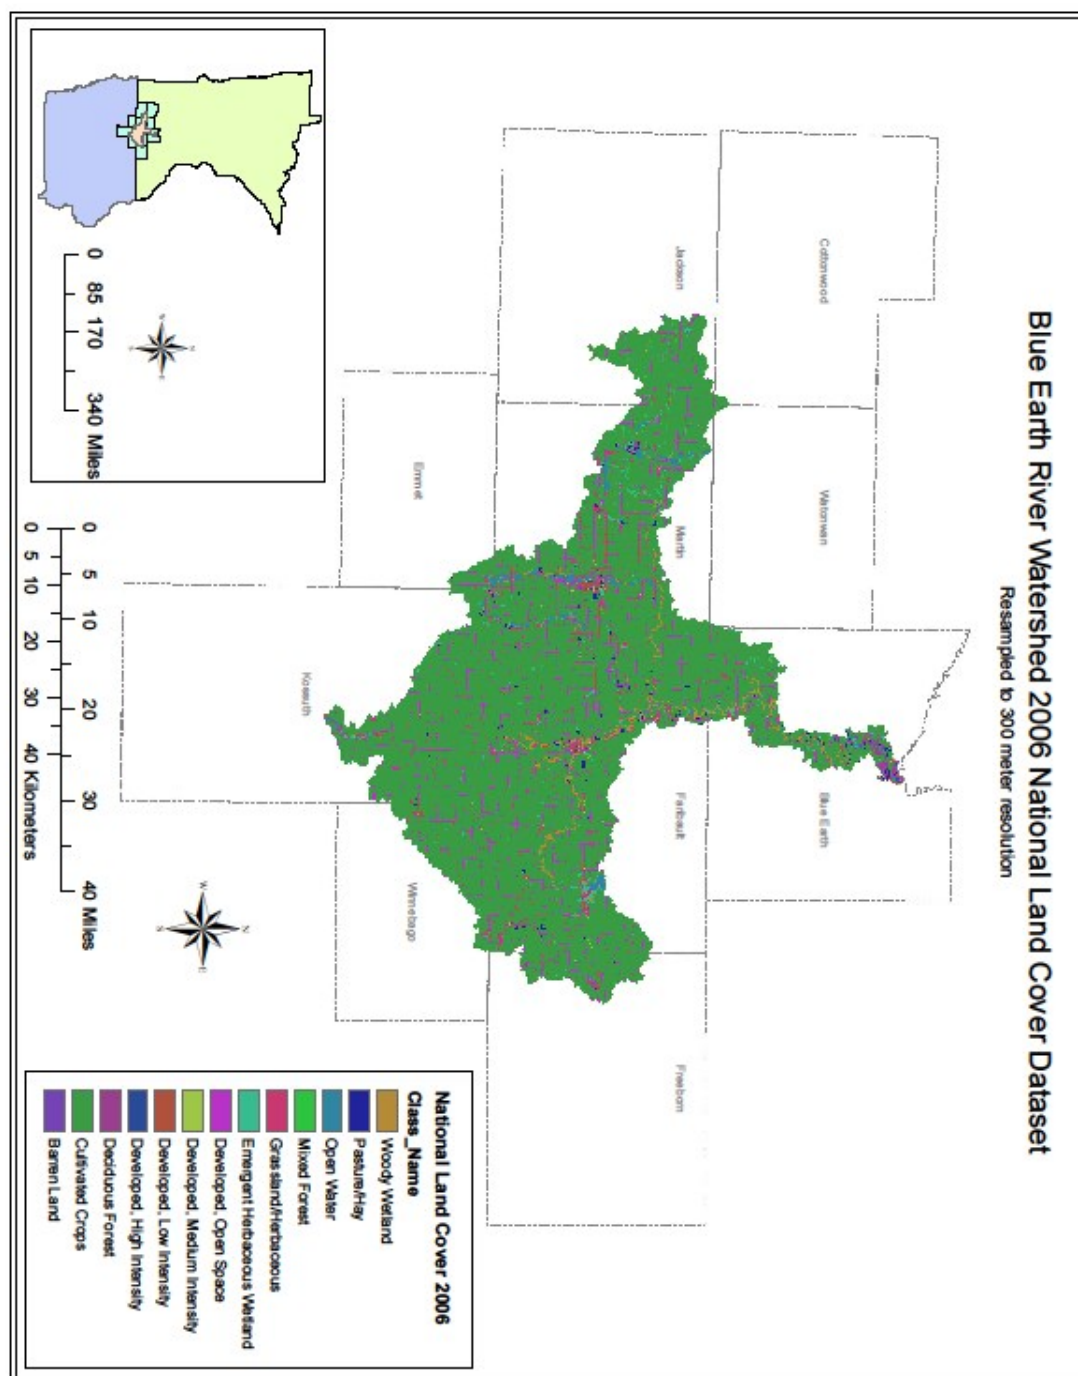 Blue Earth River Watershed 2006 National Land Cover Dataset
Resampled to 300 meter resolution
Cottonwood
Watonwan
Blue Earth
Jackson
Martin
Faribault
Freeborn
Emmet
Kossuth
Winnebago
0 85 170 340 Miles
N
W
E
S
0 5 10 20 30 40 Miles
0 5 10 20 30 40 Kilometers
N
W
E
S
National Land Cover 2006
Class_Name
Woody Wetland
Pasture/Hay
Open Water
Mixed Forest
Grassland/Herbaceous
Emergent Herbaceous Wetland
Developed, Open Space
Developed, Medium Intensity
Developed, Low Intensity
Developed, High Intensity
Deciduous Forest
Cultivated Crops
Barren Land